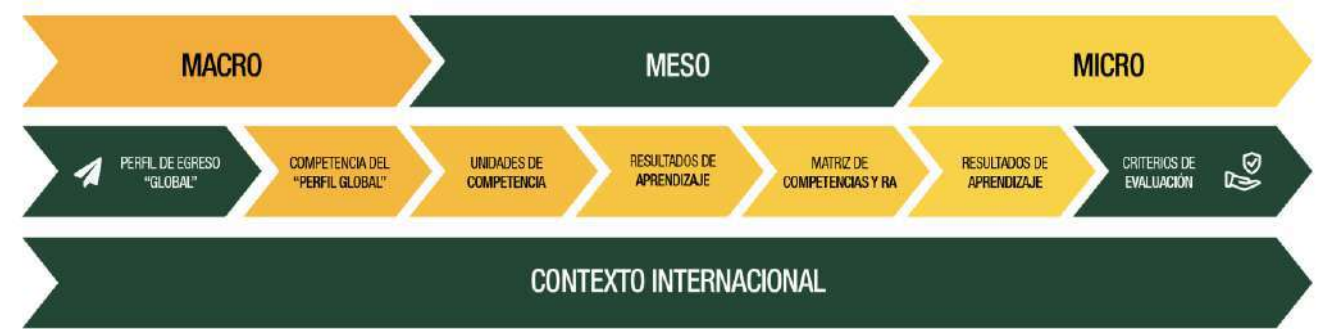 MACRO
MESO
MICRO
PERFIL DE EGRESO
“GLOBAL”
COMPETENCIA DEL
“PERFIL GLOBAL”
UNIDADES DE
COMPETENCIA
RESULTADOS DE
APRENDIZAJE
MATRIZ DE
COMPETENCIAS Y RA
RESULTADOS DE
APRENDIZAJE
CRITERIOS DE
EVALUACIÓN
CONTEXTO INTERNACIONAL